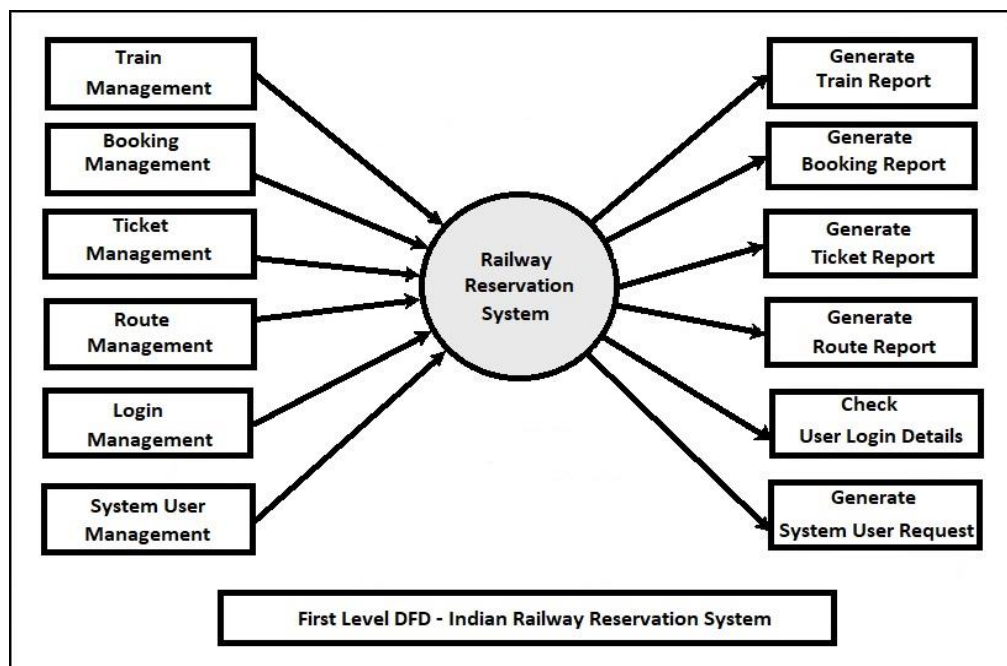 Train
Management
Booking
Management
Ticket
Management
Route
Management
Login
Management
System User
Management
Railway
Reservation
System
Generate
Train Report
Generate
Booking Report
Generate
Ticket Report
Generate
Route Report
Check
User Login Details
Generate
System User Request
First Level DFD - Indian Railway Reservation System